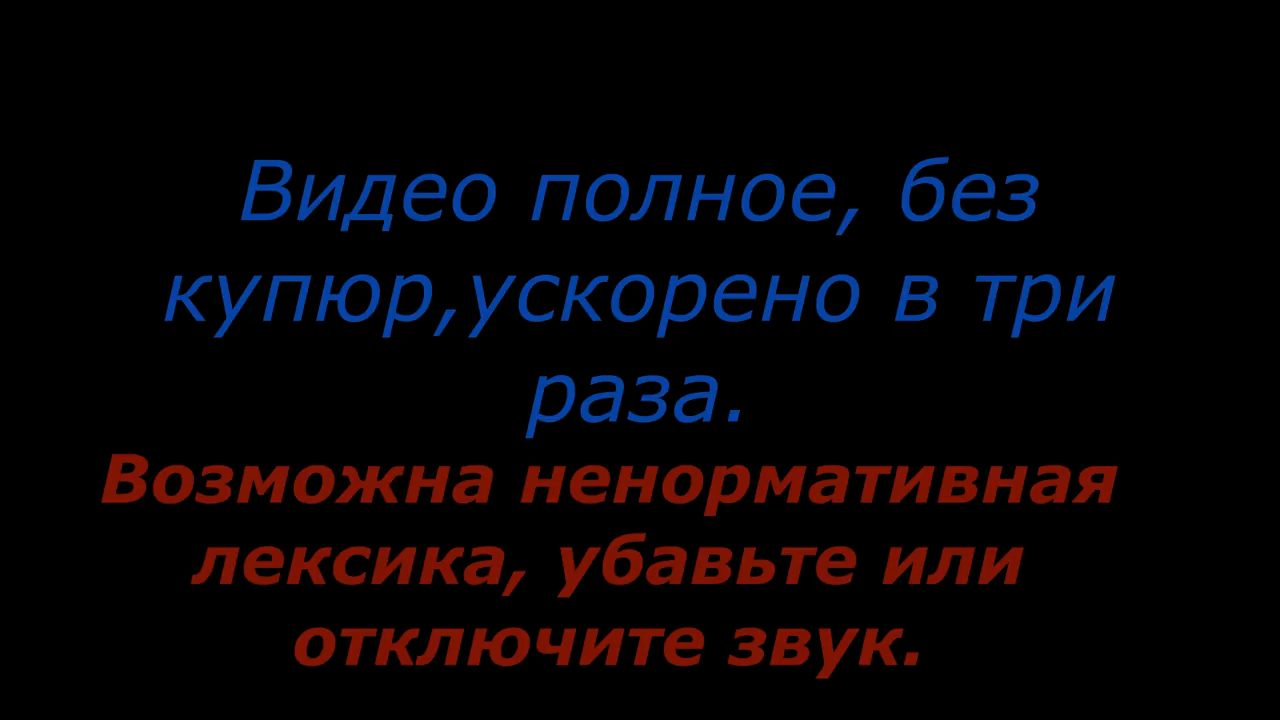 Видео полное, без
купюр,ускорено в три
раза.
Возможна ненормативная
лексика, убавьте или
отключите звук.